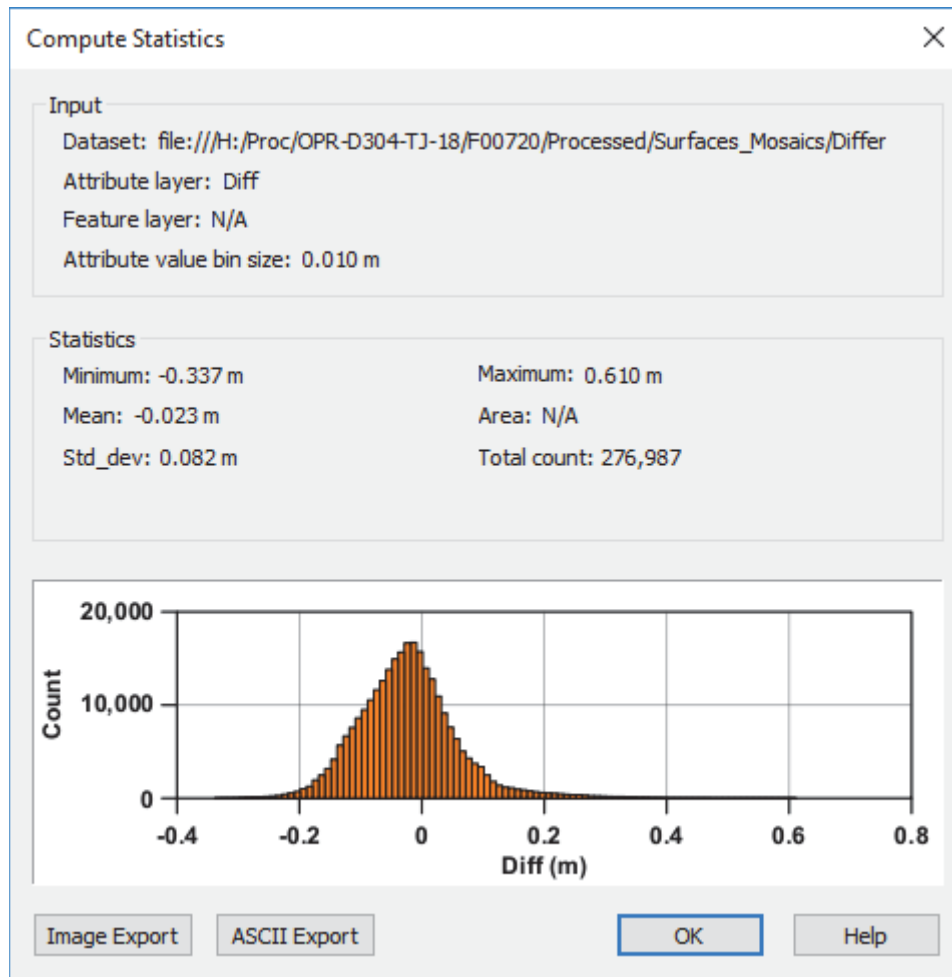 Compute Statistics
Input
Dataset: file:///H:/Proc/OPR-D304-TJ-18/F00720/Processed/Surfaces_Mosaics/Differ
Attribute layer: Diff
Feature layer: N/A
Attribute value bin size: 0.010 m
Statistics
Minimum: -0.337 m Maximum: 0.610 m
Mean: -0.023 m Area: N/A
Std_dev: 0.082 m Total count: 276,987
20,000
10,000
0
Count
-0.4 -0.2 0 0.2 0.4 0.6 0.8
Diff (m)
Image Export ASCII Export OK Help